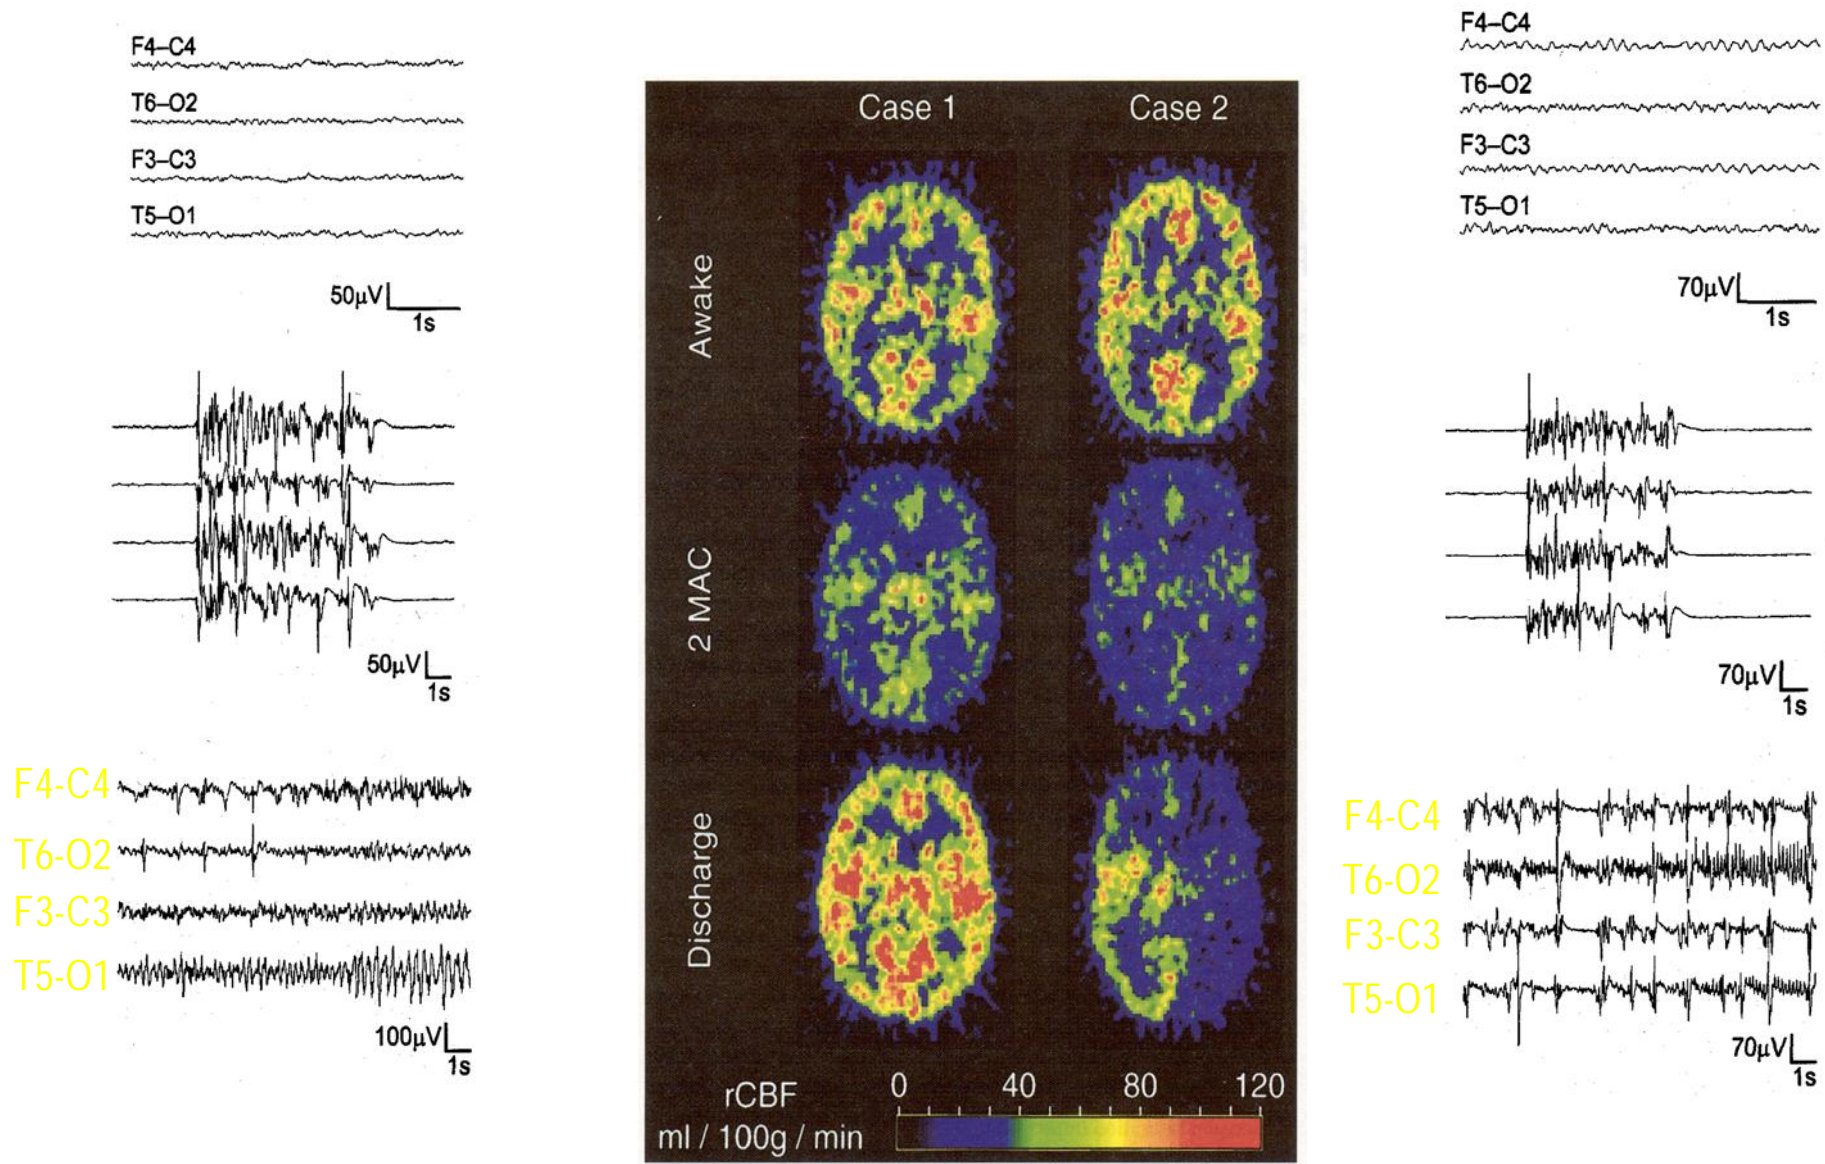 F4–C4
T6–O2
F3–C3
T5–O1
50µV
1s
50µV
1s
F4-C4
T6-O2
F3-C3
T5-O1
100µV
1s
Case 1
Case 2
Awake
2 MAC
Discharge
rCBF
ml / 100g / min
0
40
80
120
F4–C4
T6–O2
F3–C3
T5–O1
70µV
1s
70µV
1s
F4-C4
T6-O2
F3-C3
T5-O1
70µV
1s